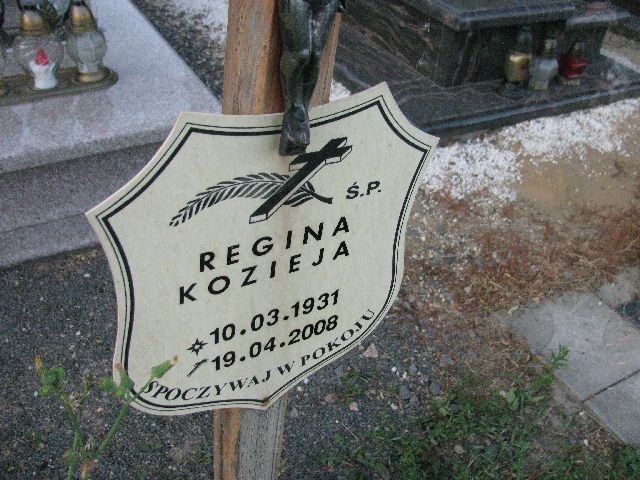 Ś.P.
REGINA
KOZIEJA
10.03.1931
19.04.2008
SPOCZYWAJ W POKOJU